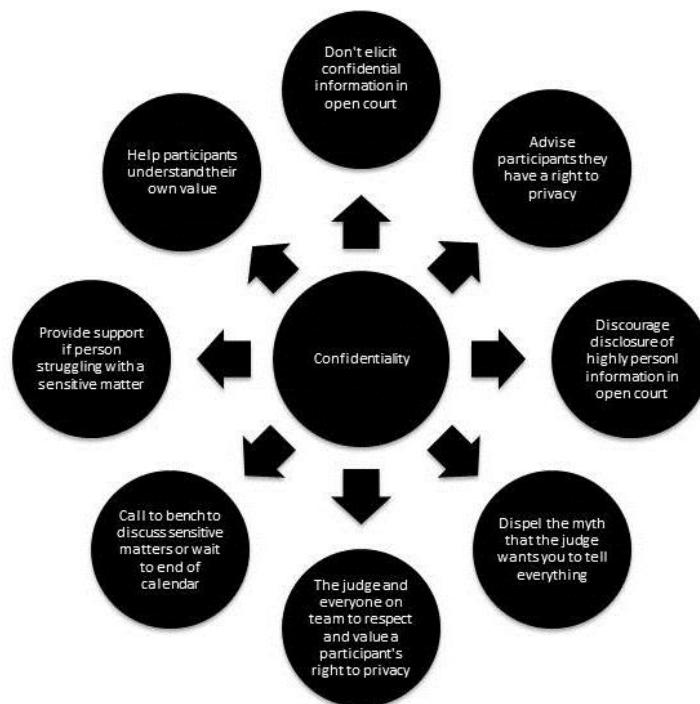 Don't elicit
confidential
information in
open court
Advise
participants they
have a right to
privacy
Discourage
disclosure of
highly personl
information in
open court
Dispel the myth
that the judge
wants you to tell
everything
The judge and
everyone on
team to respect
and value a
participant's
right to privacy
Call to bench to
discuss sensitive
matters or wait
to end of
calendar
Provide support
if person
struggling with a
sensitive matter
Help participants
understand their
own value
Confidentiality